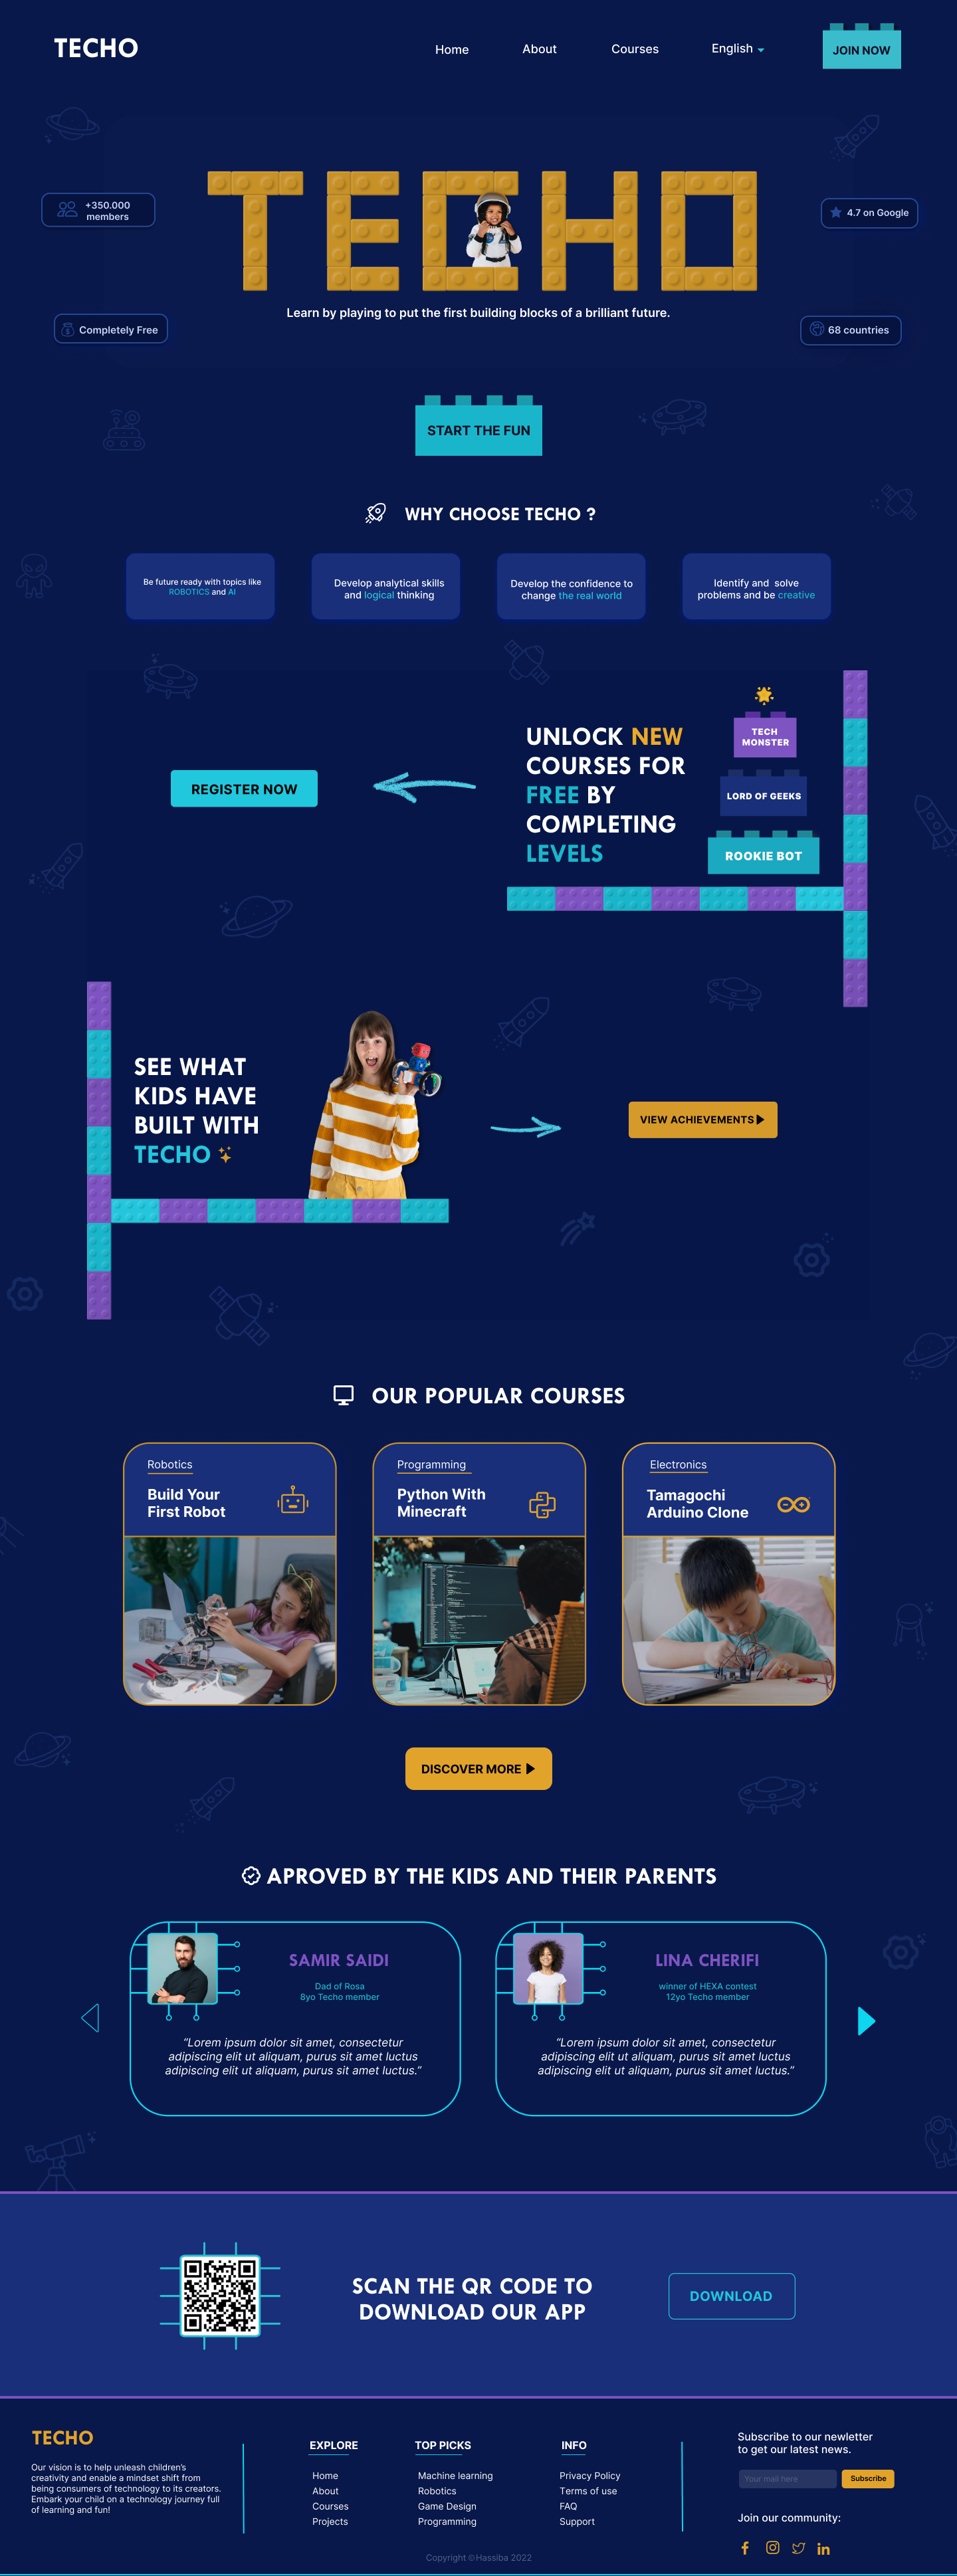 TECHO
Home
About
Courses
English
JOIN NOW
TECHO
+350.000
members
4.7 on Google
Learn by playing to put the first building blocks of a brilliant future.
Completely Free
68 countries
START THE FUN
WHY CHOOSE TECHO ?
Be future ready with topics like
ROBOTICS and AI
Develop analytical skills
and logical thinking
Develop the confidence to
change the real world
Identify and solve
problems and be creative
UNLOCK NEW
COURSES FOR
FREE BY
COMPLETING
LEVELS
TECH
MONSTER
LORD OF GEEKS
ROOKIE BOT
REGISTER NOW
SEE WHAT
KIDS HAVE
BUILT WITH
TECHO
VIEW ACHIEVEMENTS
OUR POPULAR COURSES
Robotics
Build Your
First Robot
Programming
Python With
Minecraft
Electronics
Tamagochi
Arduino Clone
DISCOVER MORE
APROVED BY THE KIDS AND THEIR PARENTS
SAMIR SAIDI
Dad of Rosa
8yo Techo member
“Lorem ipsum dolor sit amet, consectetur
adipiscing elit ut aliquam, purus sit amet luctus
adipiscing elit ut aliquam, purus sit amet luctus.”
LINA CHERIFI
winner of HEXA contest
12yo Techo member
“Lorem ipsum dolor sit amet, consectetur
adipiscing elit ut aliquam, purus sit amet luctus
adipiscing elit ut aliquam, purus sit amet luctus.”
SCAN THE QR CODE TO
DOWNLOAD OUR APP
DOWNLOAD
TECHO
Our vision is to help unleash children’s
creativity and enable a mindset shift from
being consumers of technology to its creators.
Embark your child on a technology journey full
of learning and fun!
EXPLORE
Home
About
Courses
Projects
TOP PICKS
Machine learning
Robotics
Game Design
Programming
INFO
Privacy Policy
Terms of use
FAQ
Support
Subscribe to our newletter
to get our latest news.
Your mail here
Subscribe
Join our community:
Copyright ©Hassiba 2022